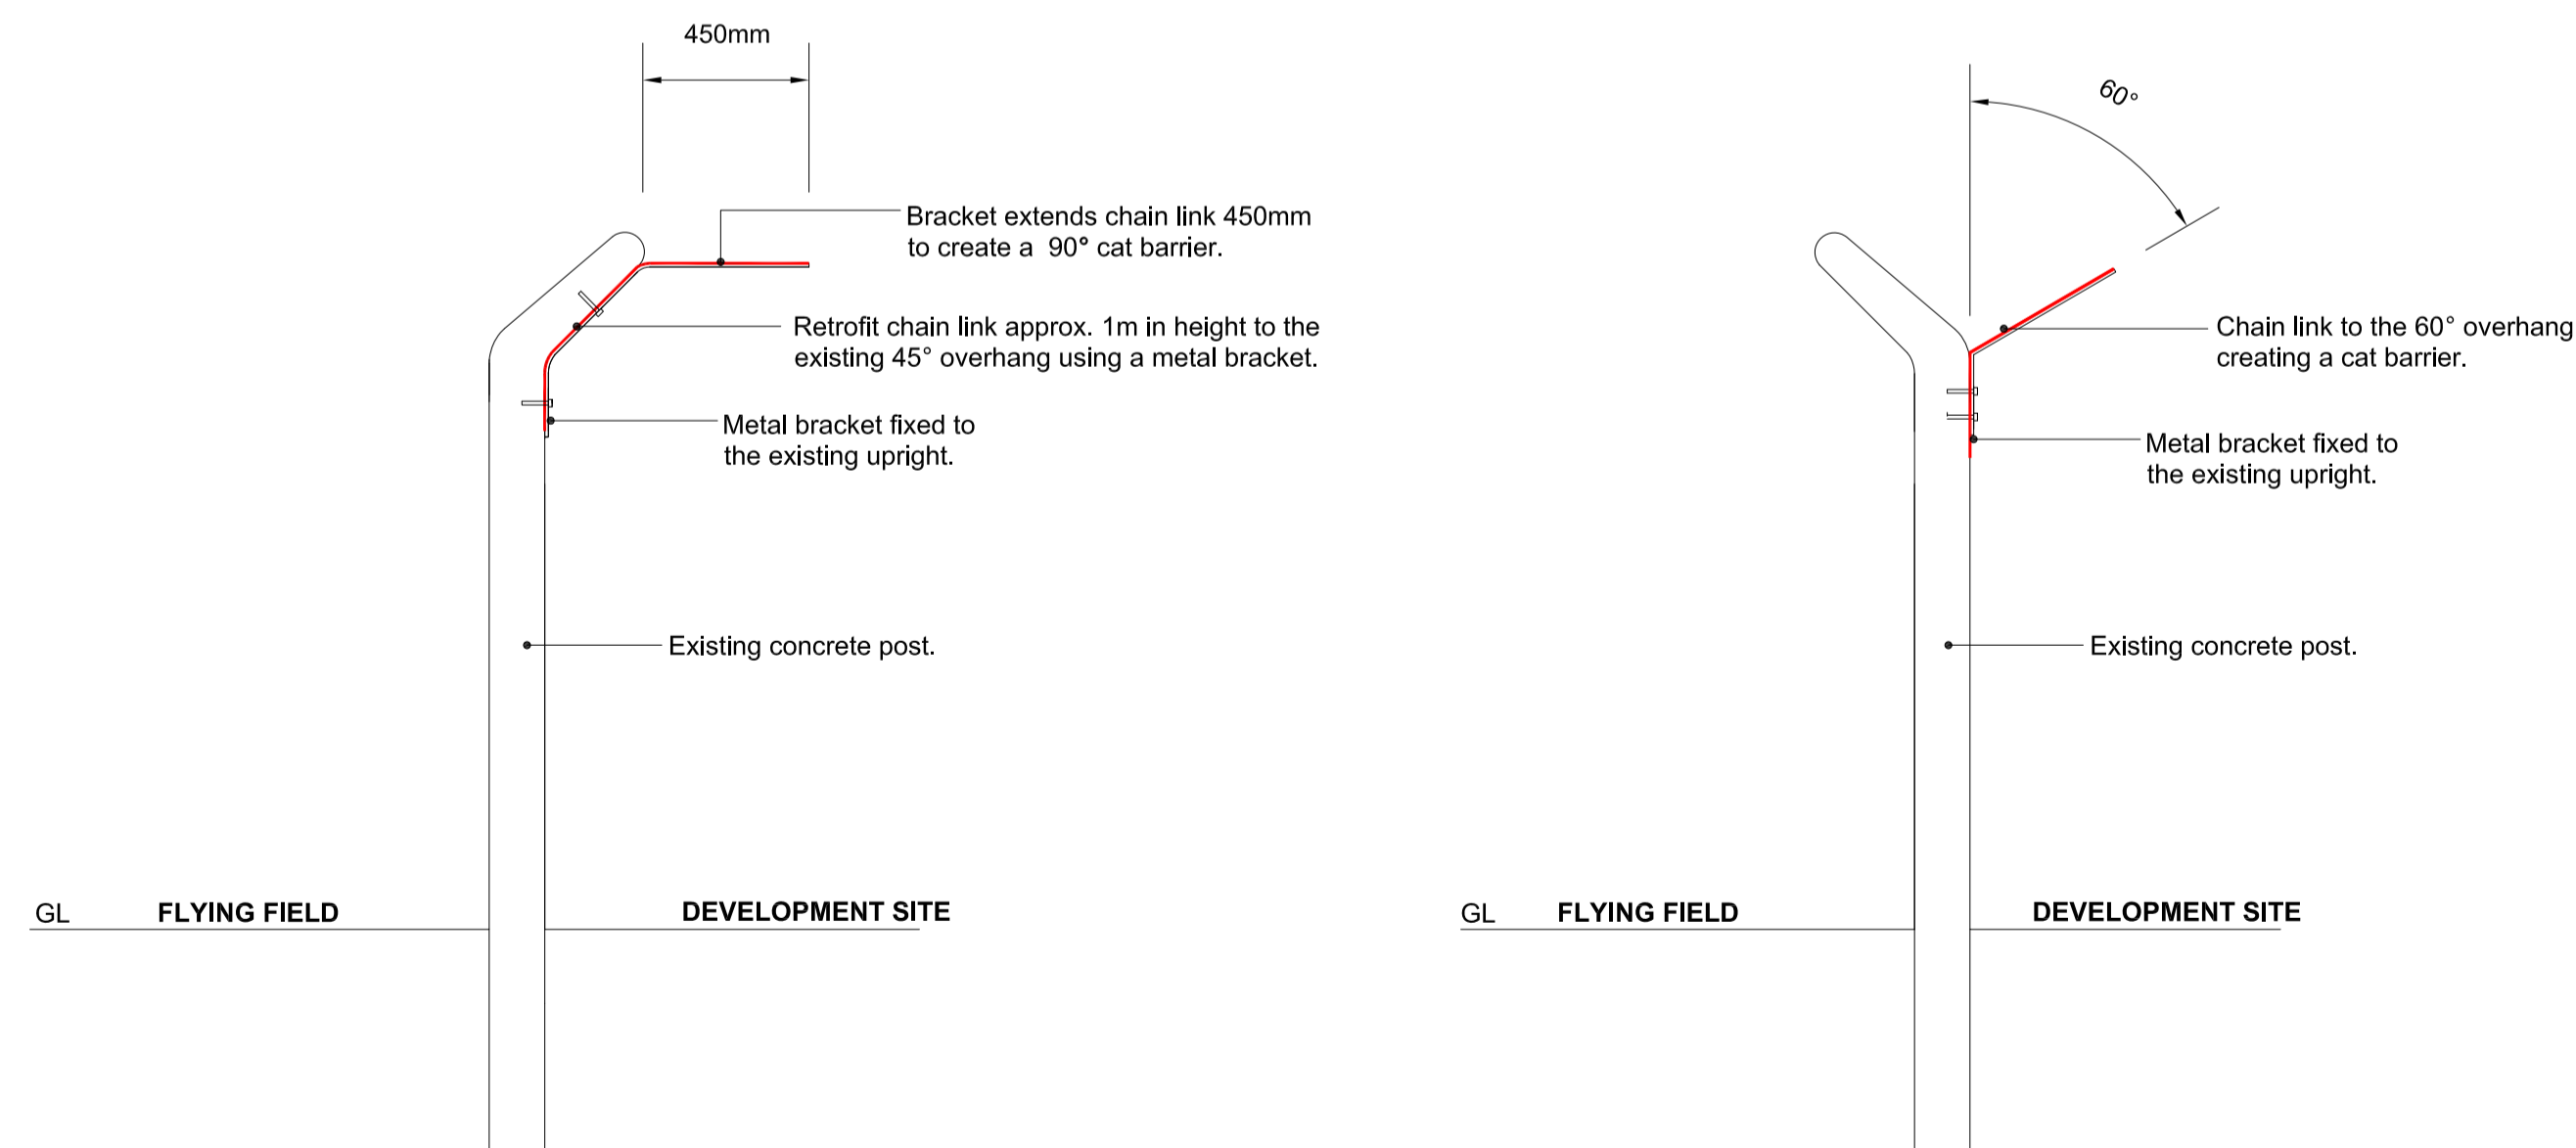 450mm
Bracket extends chain link 450mm
to create a  90° cat barrier.
Retrofit chain link approx. 1m in height to the
existing 45° overhang using a metal bracket.
Metal bracket fixed to
the existing upright.
Existing concrete post.
GL
FLYING FIELD
DEVELOPMENT SITE
60°
Chain link to the 60° overhang
creating a cat barrier.
Metal bracket fixed to
the existing upright.
Existing concrete post.
GL
FLYING FIELD
DEVELOPMENT SITE